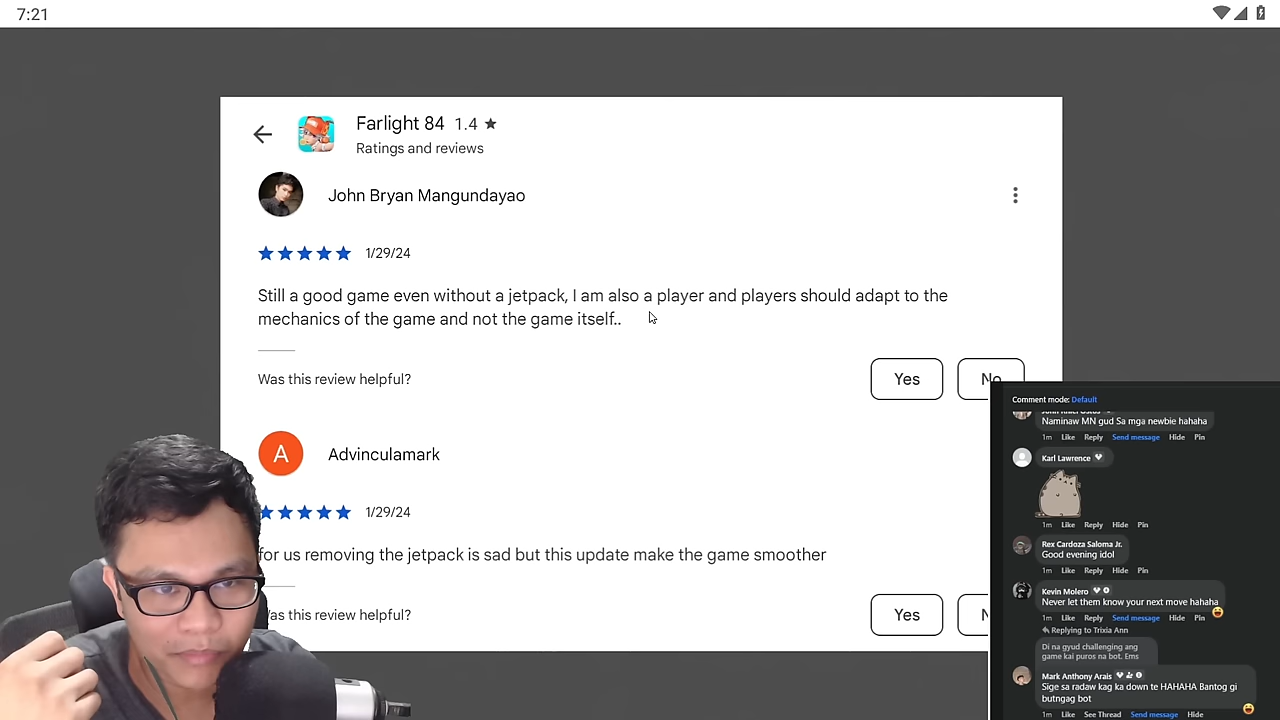 7:21
Farlight 84 1.4 ★
Ratings and reviews
John Bryan Mangundayao
1/29/24
Still a good game even without a jetpack, I am also a player and players should adapt to the
mechanics of the game and not the game itself..
Was this review helpful?
Yes
No
A
Advinculamark
1/29/24
for us removing the jetpack is sad but this update make the game smoother
Was this review helpful?
Yes
Comment mode: Default
Naminaw MN gud Sa mga newbie hahaha
1m Like Reply Send message Hide Pin
Karl Lawrence
1m Like Reply Hide Pin
Rex Cardoza Saloma Jr.
Good evening idol
1m Like Reply Hide Pin
Kevin Molero
Never let them know your next move hahaha
1m Like Reply Send message Hide Pin
Replying to Trixia Ann
Di na gyud challenging ang
game kai puros na bot. Ems
Mark Anthony Arais
Sige sa radaw kag ka down te HAHAHA Bantog gi
butngag bot
1m Like See Thread Send message Hide